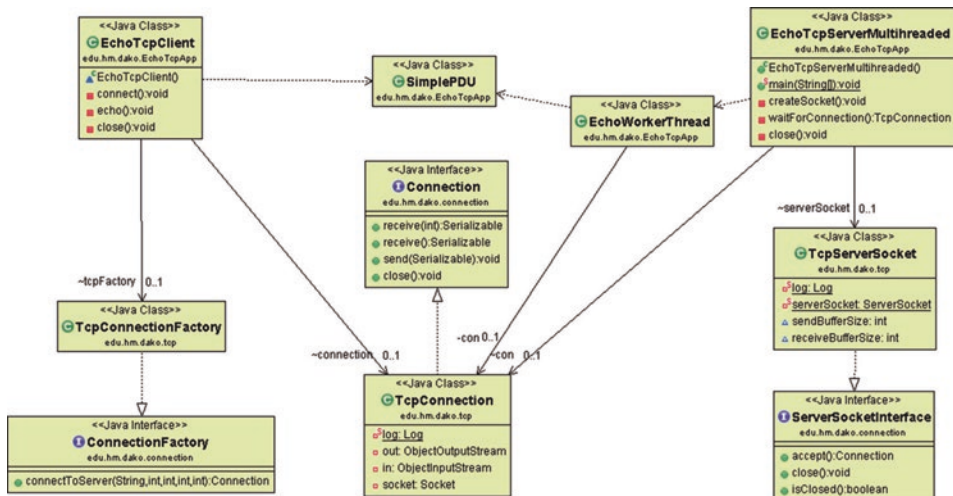 <<Java Class>>
EchoTcpClient
edu.hm.dako.EchoTcpApp
EchoTcpClient()
connect():void
echo():void
close():void
<<Java Class>>
SimplePDU
edu.hm.dako.EchoTcpApp
<<Java Class>>
EchoWorkerThread
edu.hm.dako.EchoTcpApp
<<Java Class>>
EchoTcpServerMultihreaded
edu.hm.dako.EchoTcpApp
EchoTcpServerMultihreaded()
main(String[]):void
createSocket():void
waitForConnection():TcpConnection
close():void
<<Java Interface>>
Connection
edu.hm.dako.connection
receive(int):Serializable
receive():Serializable
send(Serializable):void
close():void
~serverSocket 0..1
<<Java Class>>
TcpServerSocket
edu.hm.dako.tcp
log: Log
serverSocket: ServerSocket
sendBufferSize: int
receiveBufferSize: int
~tcpFactory 0..1
<<Java Class>>
TcpConnectionFactory
edu.hm.dako.tcp
~connection 0..1
-con 0..1
~con 0..1
<<Java Class>>
TcpConnection
edu.hm.dako.tcp
log: Log
out: ObjectOutputStream
in: ObjectInputStream
socket: Socket
<<Java Interface>>
ConnectionFactory
edu.hm.dako.connection
connectToServer(String,int,int,int,int):Connection
<<Java Interface>>
ServerSocketInterface
edu.hm.dako.connection
accept():Connection
close():void
isClosed():boolean